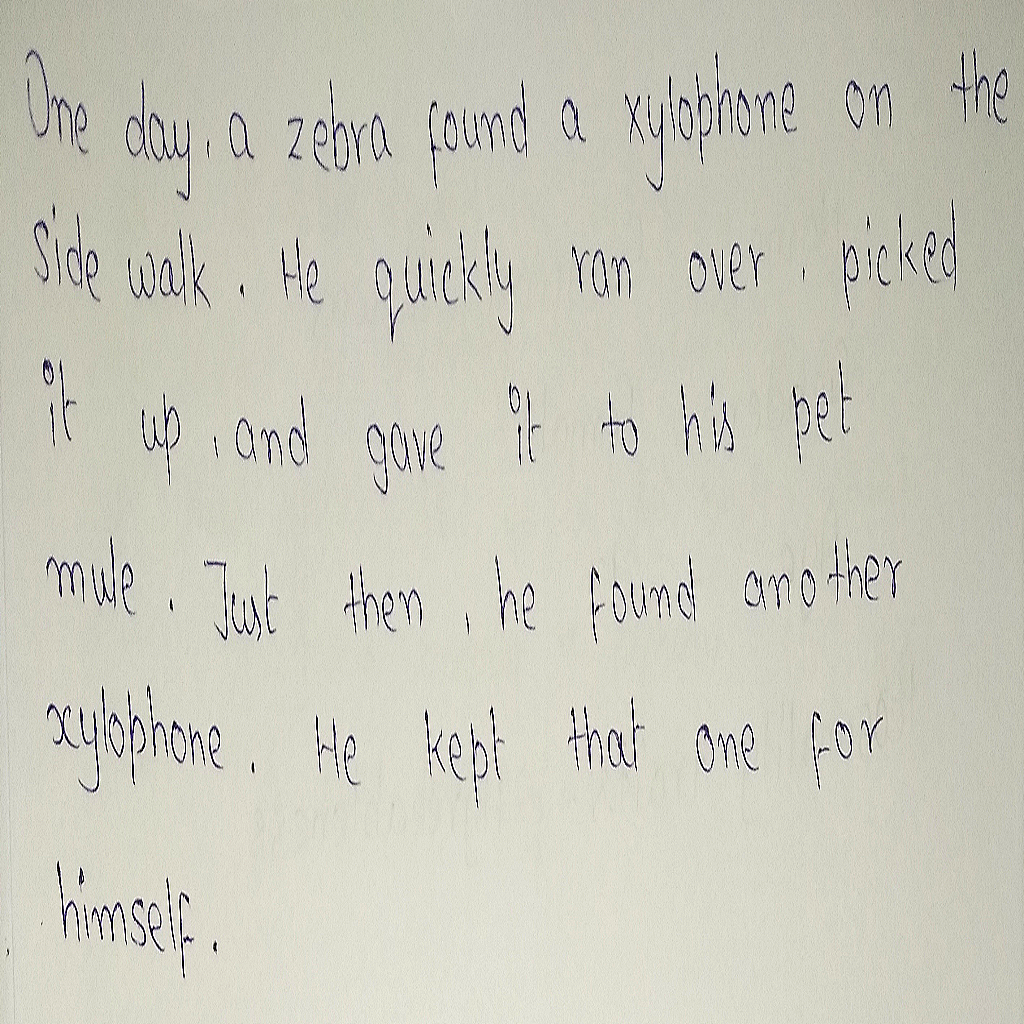 One day, a zebra found a xylophone on the
Side walk. He quickly ran over, picked
it up, and gave it to his pet
mule. Just then, he found another
xylophone. He kept that one for
himself.